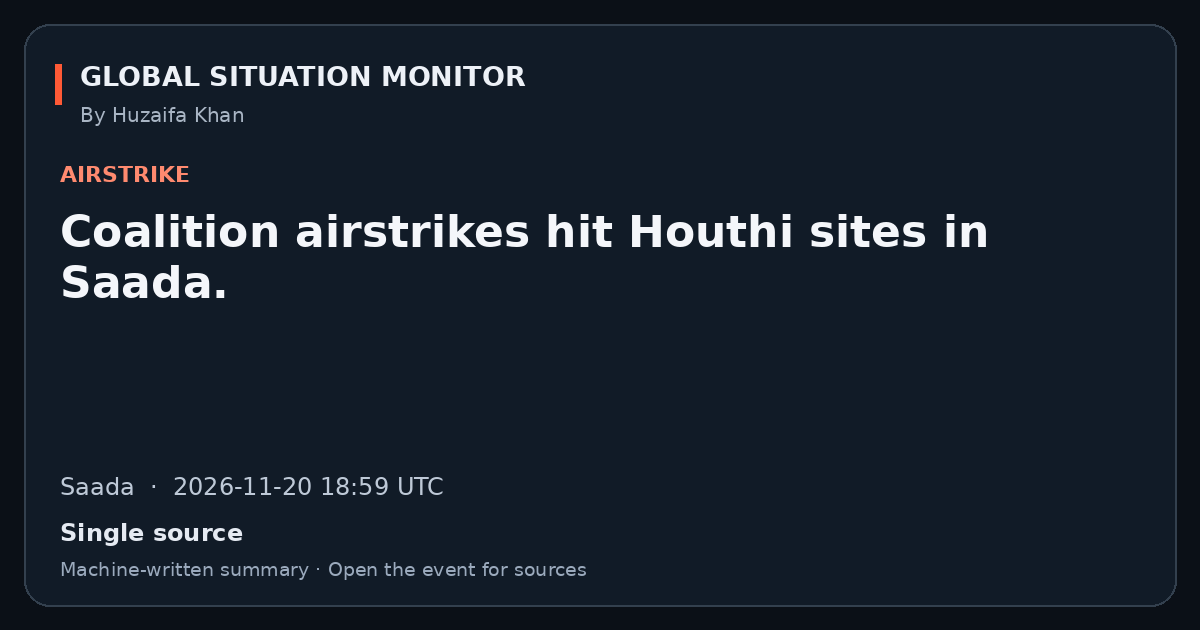 GLOBAL SITUATION MONITOR
By Huzaifa Khan
AIRSTRIKE
Coalition airstrikes hit Houthi sites in
Saada.
Saada · 2026-11-20 18:59 UTC
Single source
Machine-written summary · Open the event for sources